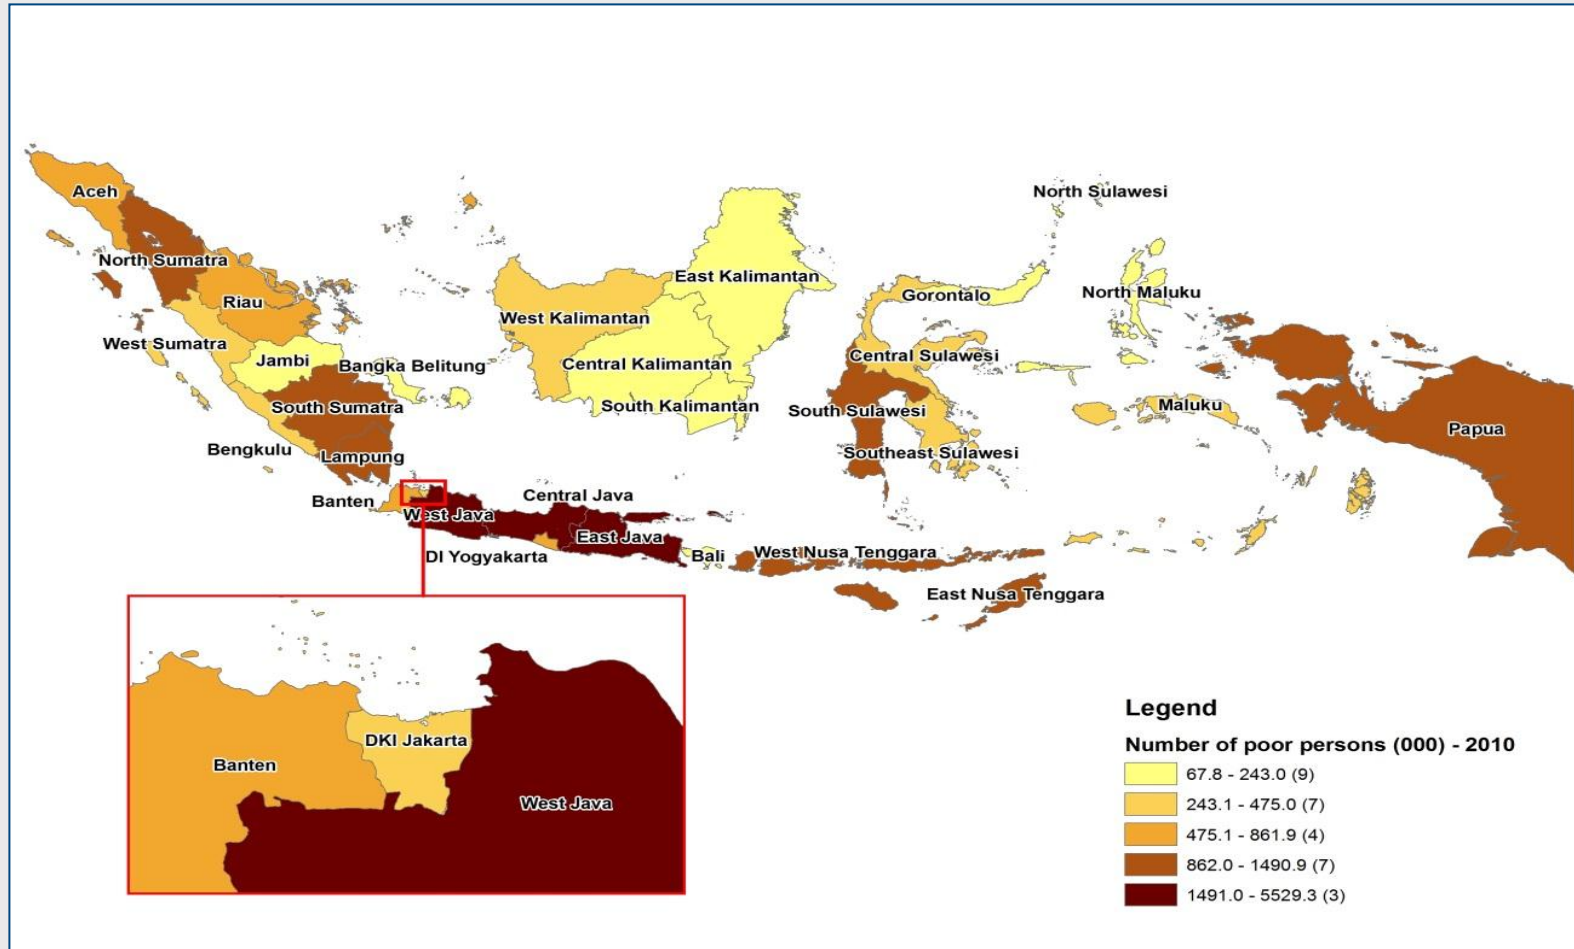 Aceh
North Sumatra
Riau
West Sumatra
Jambi
Bangka Belitung
South Sumatra
Bengkulu
Lampung
Banten
West Java
Central Java
East Java
DI Yogyakarta
Bali
West Nusa Tenggara
East Nusa Tenggara
West Kalimantan
East Kalimantan
Central Kalimantan
South Kalimantan
North Sulawesi
Gorontalo
Central Sulawesi
South Sulawesi
Southeast Sulawesi
North Maluku
Maluku
Papua
Banten
DKI Jakarta
West Java
Legend
Number of poor persons (000) - 2010
67.8 - 243.0 (9)
243.1 - 475.0 (7)
475.1 - 861.9 (4)
862.0 - 1490.9 (7)
1491.0 - 5529.3 (3)